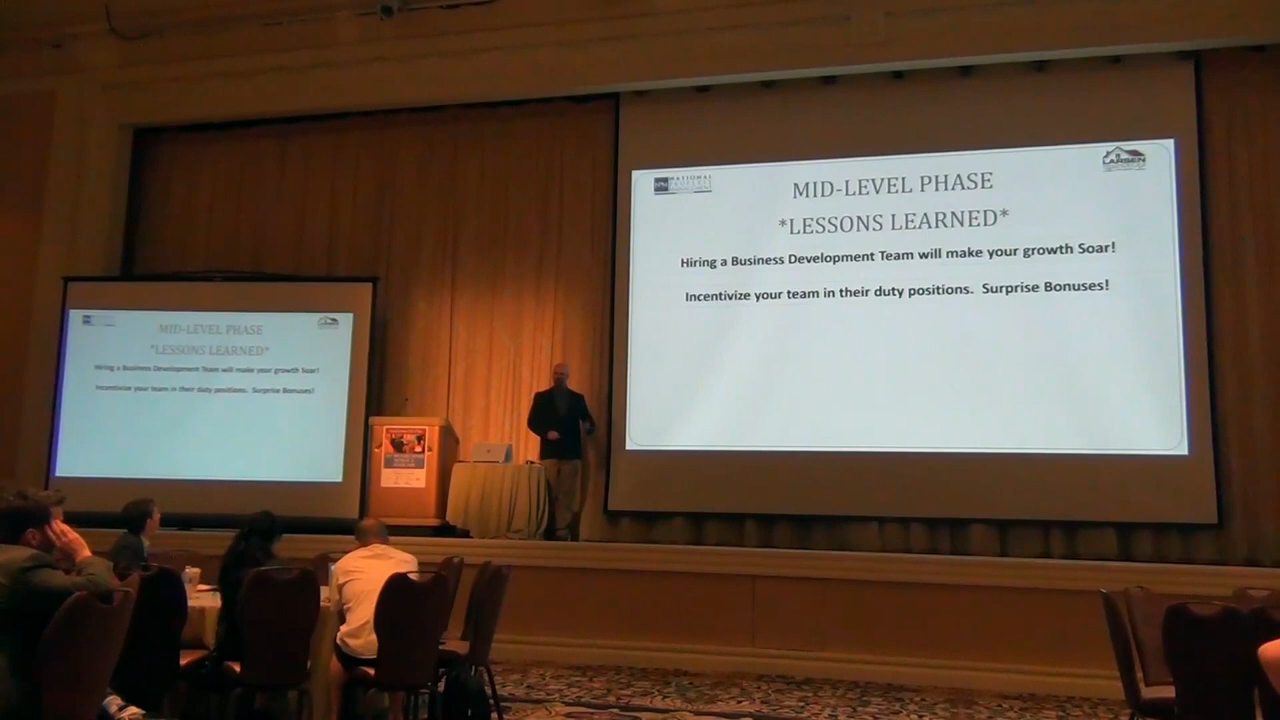 MID-LEVEL PHASE
*LESSONS LEARNED*
Hiring a Business Development Team will make your growth Soar!
Incentivize your team in their duty positions.  Surprise Bonuses!
NATIONAL
LARSEN
MID-LEVEL PHASE
*LESSONS LEARNED*
Hiring a Business Development Team will make your growth Soar!
Incentivize your team in their duty positions.  Surprise Bonuses!